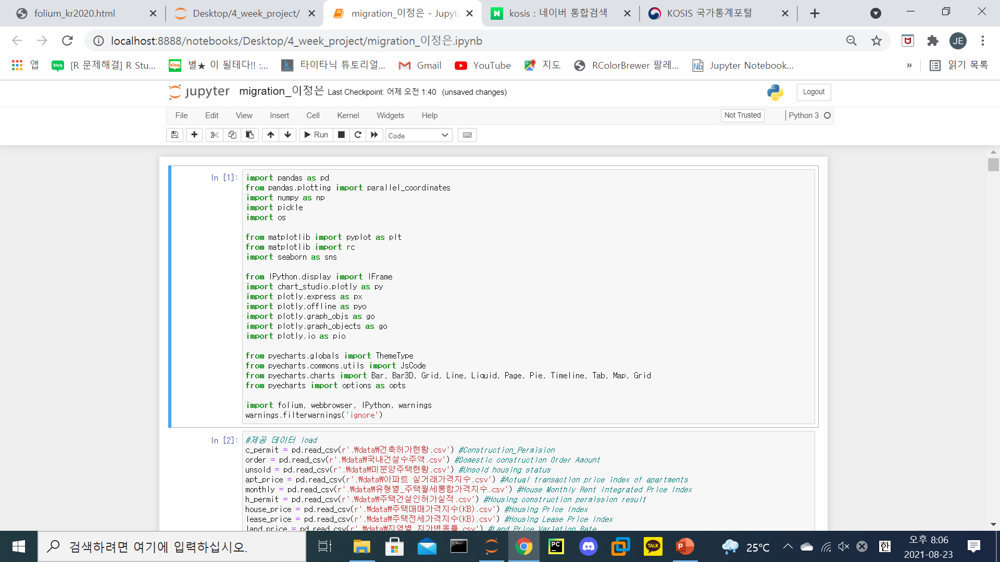 folium_kr2020.html
Desktop/4_week_project/
migration_이정은 - Jupyte
kosis : 네이버 통합검색
KOSIS 국가통계포털
localhost:8888/notebooks/Desktop/4_week_project/migration_이정은.ipynb
JE
앱
[R 문제해결] R Stu...
별★ 이 될테다!! :...
타이타닉 튜토리얼...
Gmail
YouTube
지도
RColorBrewer 팔레...
Jupyter Notebook...
»
읽기 목록
jupyter migration_이정은 Last Checkpoint: 어제 오전 1:40 (unsaved changes)
Logout
File Edit View Insert Cell Kernel Widgets Help
Not Trusted
Python 3
Run
Code
In [1]:
import pandas as pd
from pandas.plotting import parallel_coordinates
import numpy as np
import pickle
import os
from matplotlib import pyplot as plt
from matplotlib import rc
import seaborn as sns
from IPython.display import IFrame
import chart_studio.plotly as py
import plotly.express as px
import plotly.offline as pyo
import plotly.graph_objs as go
import plotly.graph_objects as go
import plotly.io as pio
from pyecharts.globals import ThemeType
from pyecharts.commons.utils import JsCode
from pyecharts.charts import Bar, Bar3D, Grid, Line, Liquid, Page, Pie, Timeline, Tab, Map, Grid
from pyecharts import options as opts
import folium, webbrowser, IPython, warnings
warnings.filterwarnings('ignore')
In [2]:
#제공 데이터 load
c_permit = pd.read_csv(r'.₩data₩건축허가현황.csv') #Construction_Permision
order = pd.read_csv(r'.₩data₩국내건설수주액.csv') #Domestic construction Order Amount
unsold = pd.read_csv(r'.₩data₩미분양주택현황.csv') #Unsold housing status
apt_price = pd.read_csv(r'.₩data₩아파트 실거래가격지수.csv') #Actual transaction price index of apartments
monthly = pd.read_csv(r'.₩data₩유형별_주택월세통합가격지수.csv') #House Monthly Rent Integrated Price Index
h_permit = pd.read_csv(r'.₩data₩주택건설인허가실적.csv') #Housing construction permission result
house_price = pd.read_csv(r'.₩data₩주택매매가격지수(KB).csv') #Housing Price Index
lease_price = pd.read_csv(r'.₩data₩주택전세가격지수(KB).csv') #Housing Lease Price Index
land_price = pd.read_csv(r'.₩data₩지역별_지가변동률.csv') #Land Price Variation Rate
검색하려면 여기에 입력하십시오.
PC
TALK
P
25°C
한
오후 8:06
2021-08-23